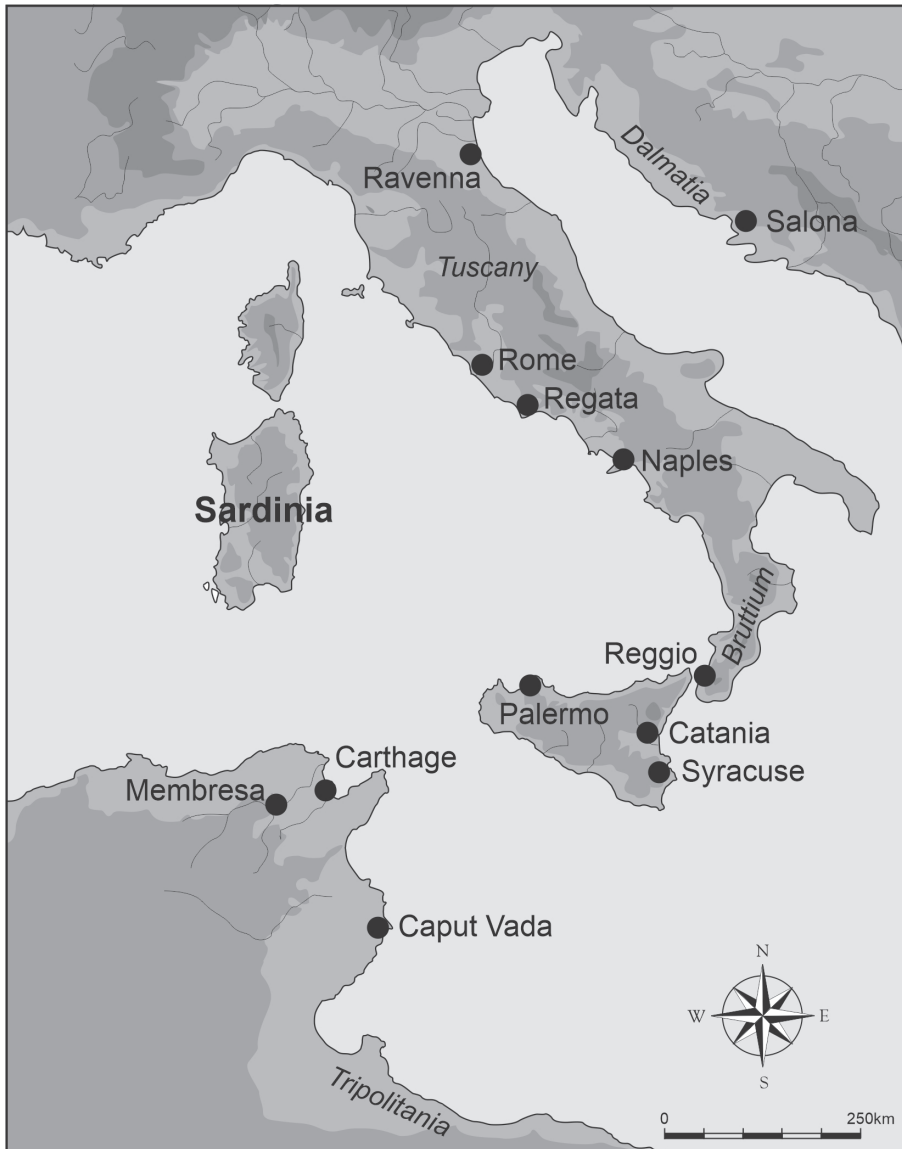 Dalmatia
Ravenna
Salona
Tuscany
Rome
Regata
Naples
Sardinia
Bruttium
Reggio
Palermo
Catania
Syracuse
Carthage
Membresa
Caput Vada
N
W
E
S
Tripolitania
0 250km